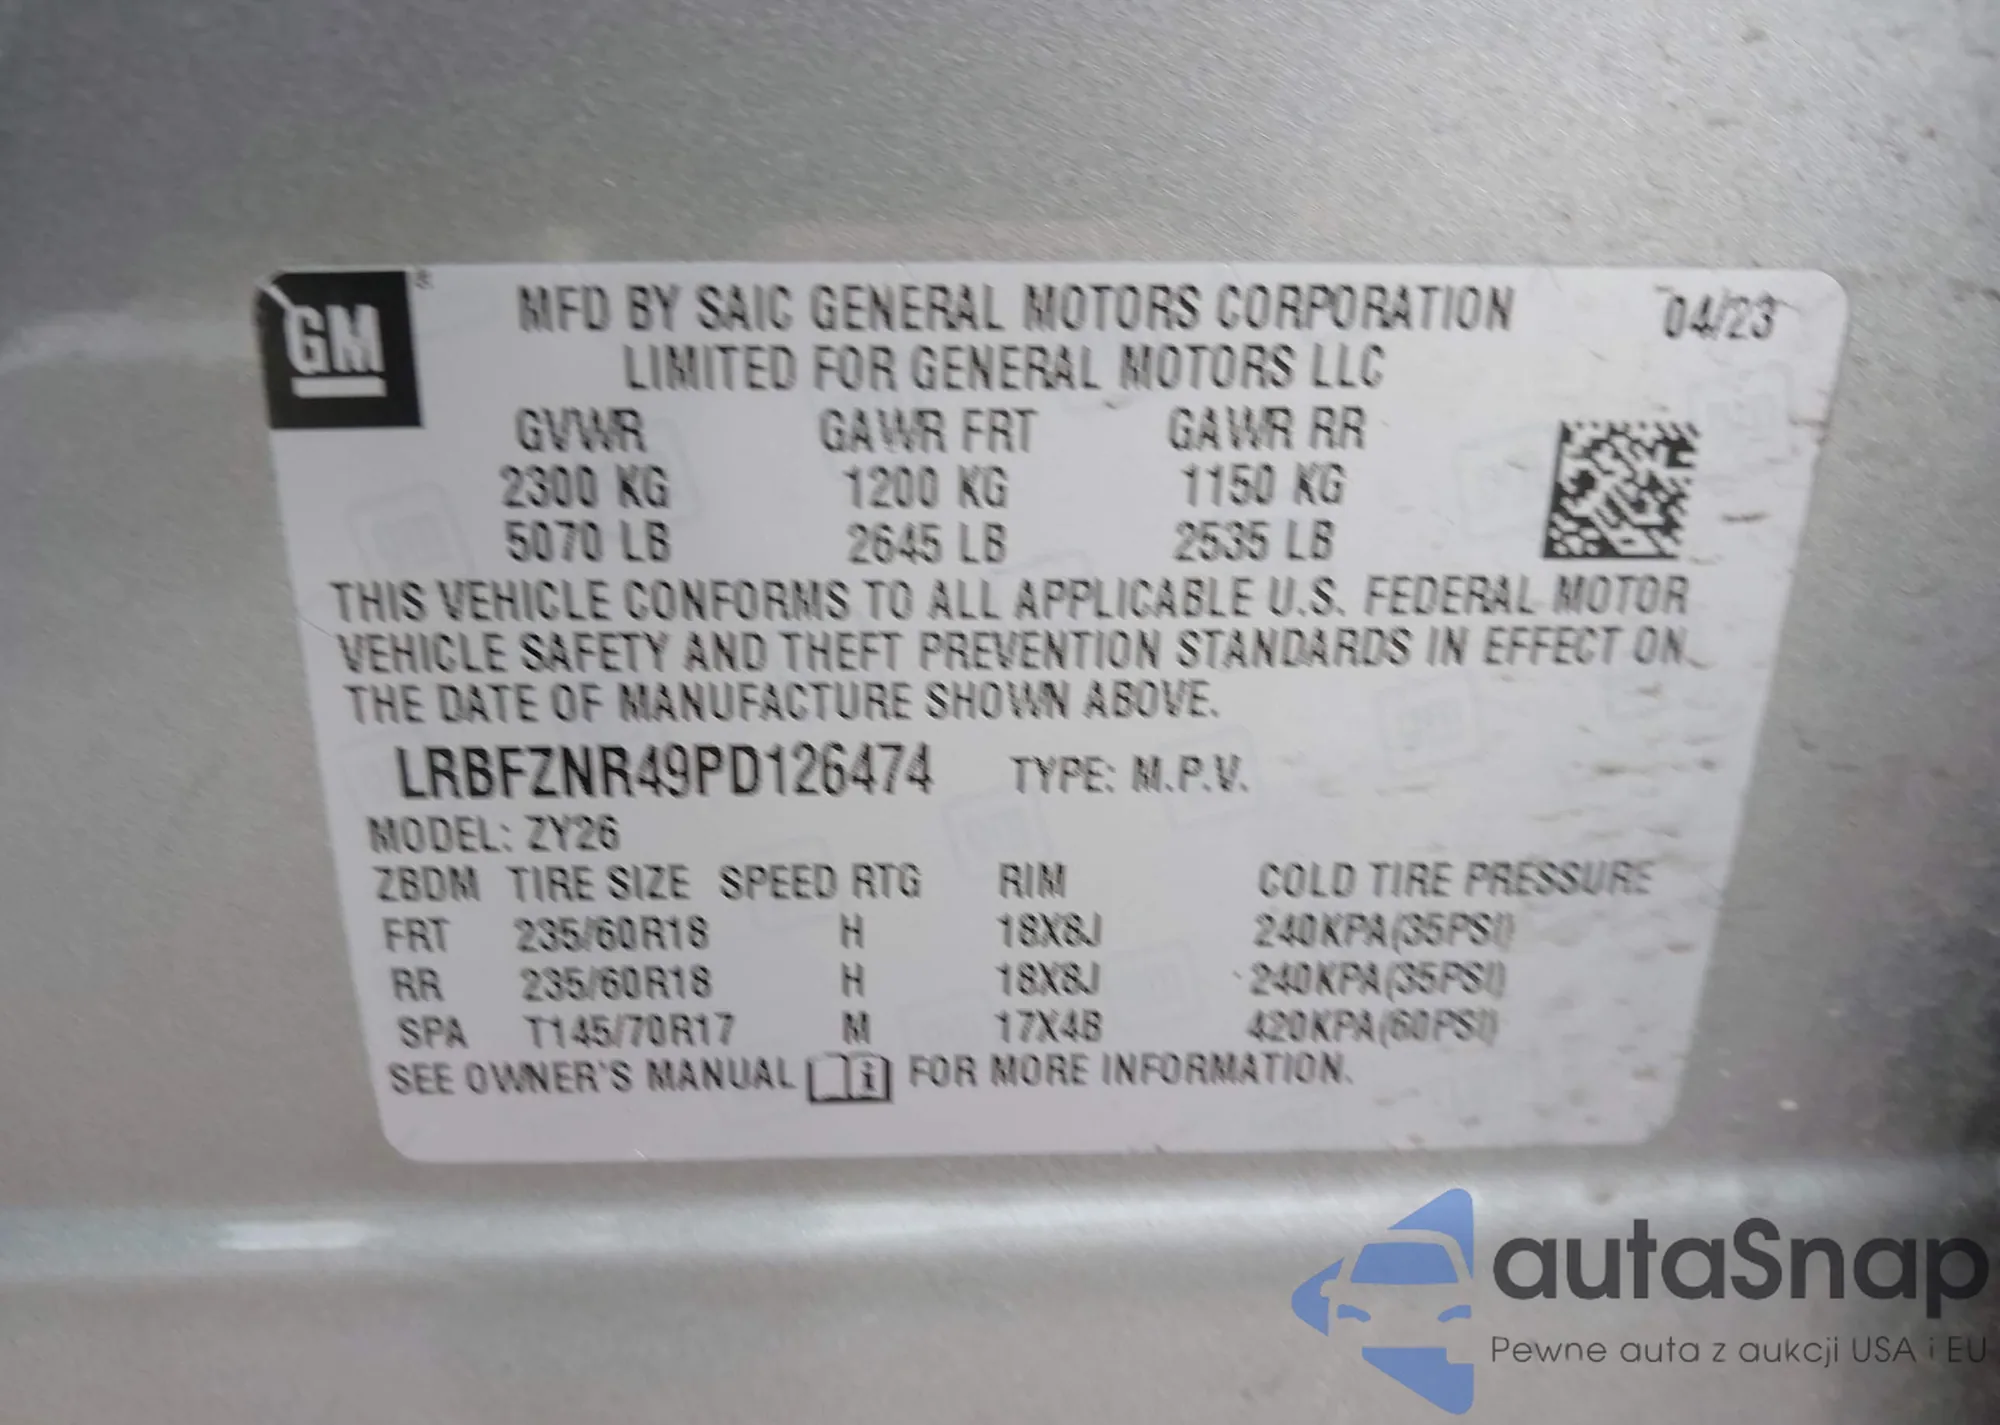 GM
MFD BY SAIC GENERAL MOTORS CORPORATION 04/23
LIMITED FOR GENERAL MOTORS LLC
GVWR GAWR FRT GAWR RR
2300 KG 1200 KG 1150 KG
5070 LB 2645 LB 2535 LB
THIS VEHICLE CONFORMS TO ALL APPLICABLE U.S. FEDERAL MOTOR
VEHICLE SAFETY AND THEFT PREVENTION STANDARDS IN EFFECT ON
THE DATE OF MANUFACTURE SHOWN ABOVE.
LRBFZNR49PD126474 TYPE: M.P.V.
MODEL: ZY26
ZBDM TIRE SIZE SPEED RTG RIM COLD TIRE PRESSURE
FRT 235/60R18 H 18X8J 240KPA(35PSI)
RR 235/60R18 H 18X8J 240KPA(35PSI)
SPA T145/70R17 M 17X4B 420KPA(60PSI)
SEE OWNER'S MANUAL i FOR MORE INFORMATION.
autaSnap
Pewne auta z aukcji USA i EU